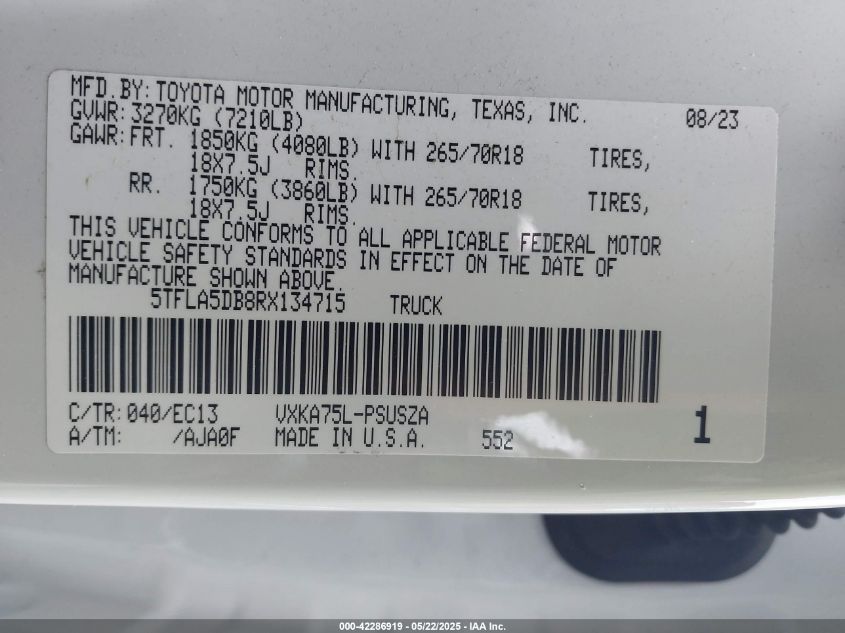 MFD.BY: TOYOTA MOTOR MANUFACTURING, TEXAS, INC. 08/23
GVWR: 3270KG (7210LB)
GAWR: FRT. 1850KG (4080LB) WITH 265/70R18 TIRES,
18X7.5J RIMS.
RR. 1750KG (3860LB) WITH 265/70R18 TIRES,
18X7.5J RIMS.
THIS VEHICLE CONFORMS TO ALL APPLICABLE FEDERAL MOTOR
VEHICLE SAFETY STANDARDS IN EFFECT ON THE DATE OF
MANUFACTURE SHOWN ABOVE.
5TFLA5DB8RX134715 TRUCK
C/TR: 040/EC13 VXKA75L-PSUSZA
A/TM: /AJA0F MADE IN U.S.A. 552 1
000-42286919 - 05/22/2025 - IAA Inc.